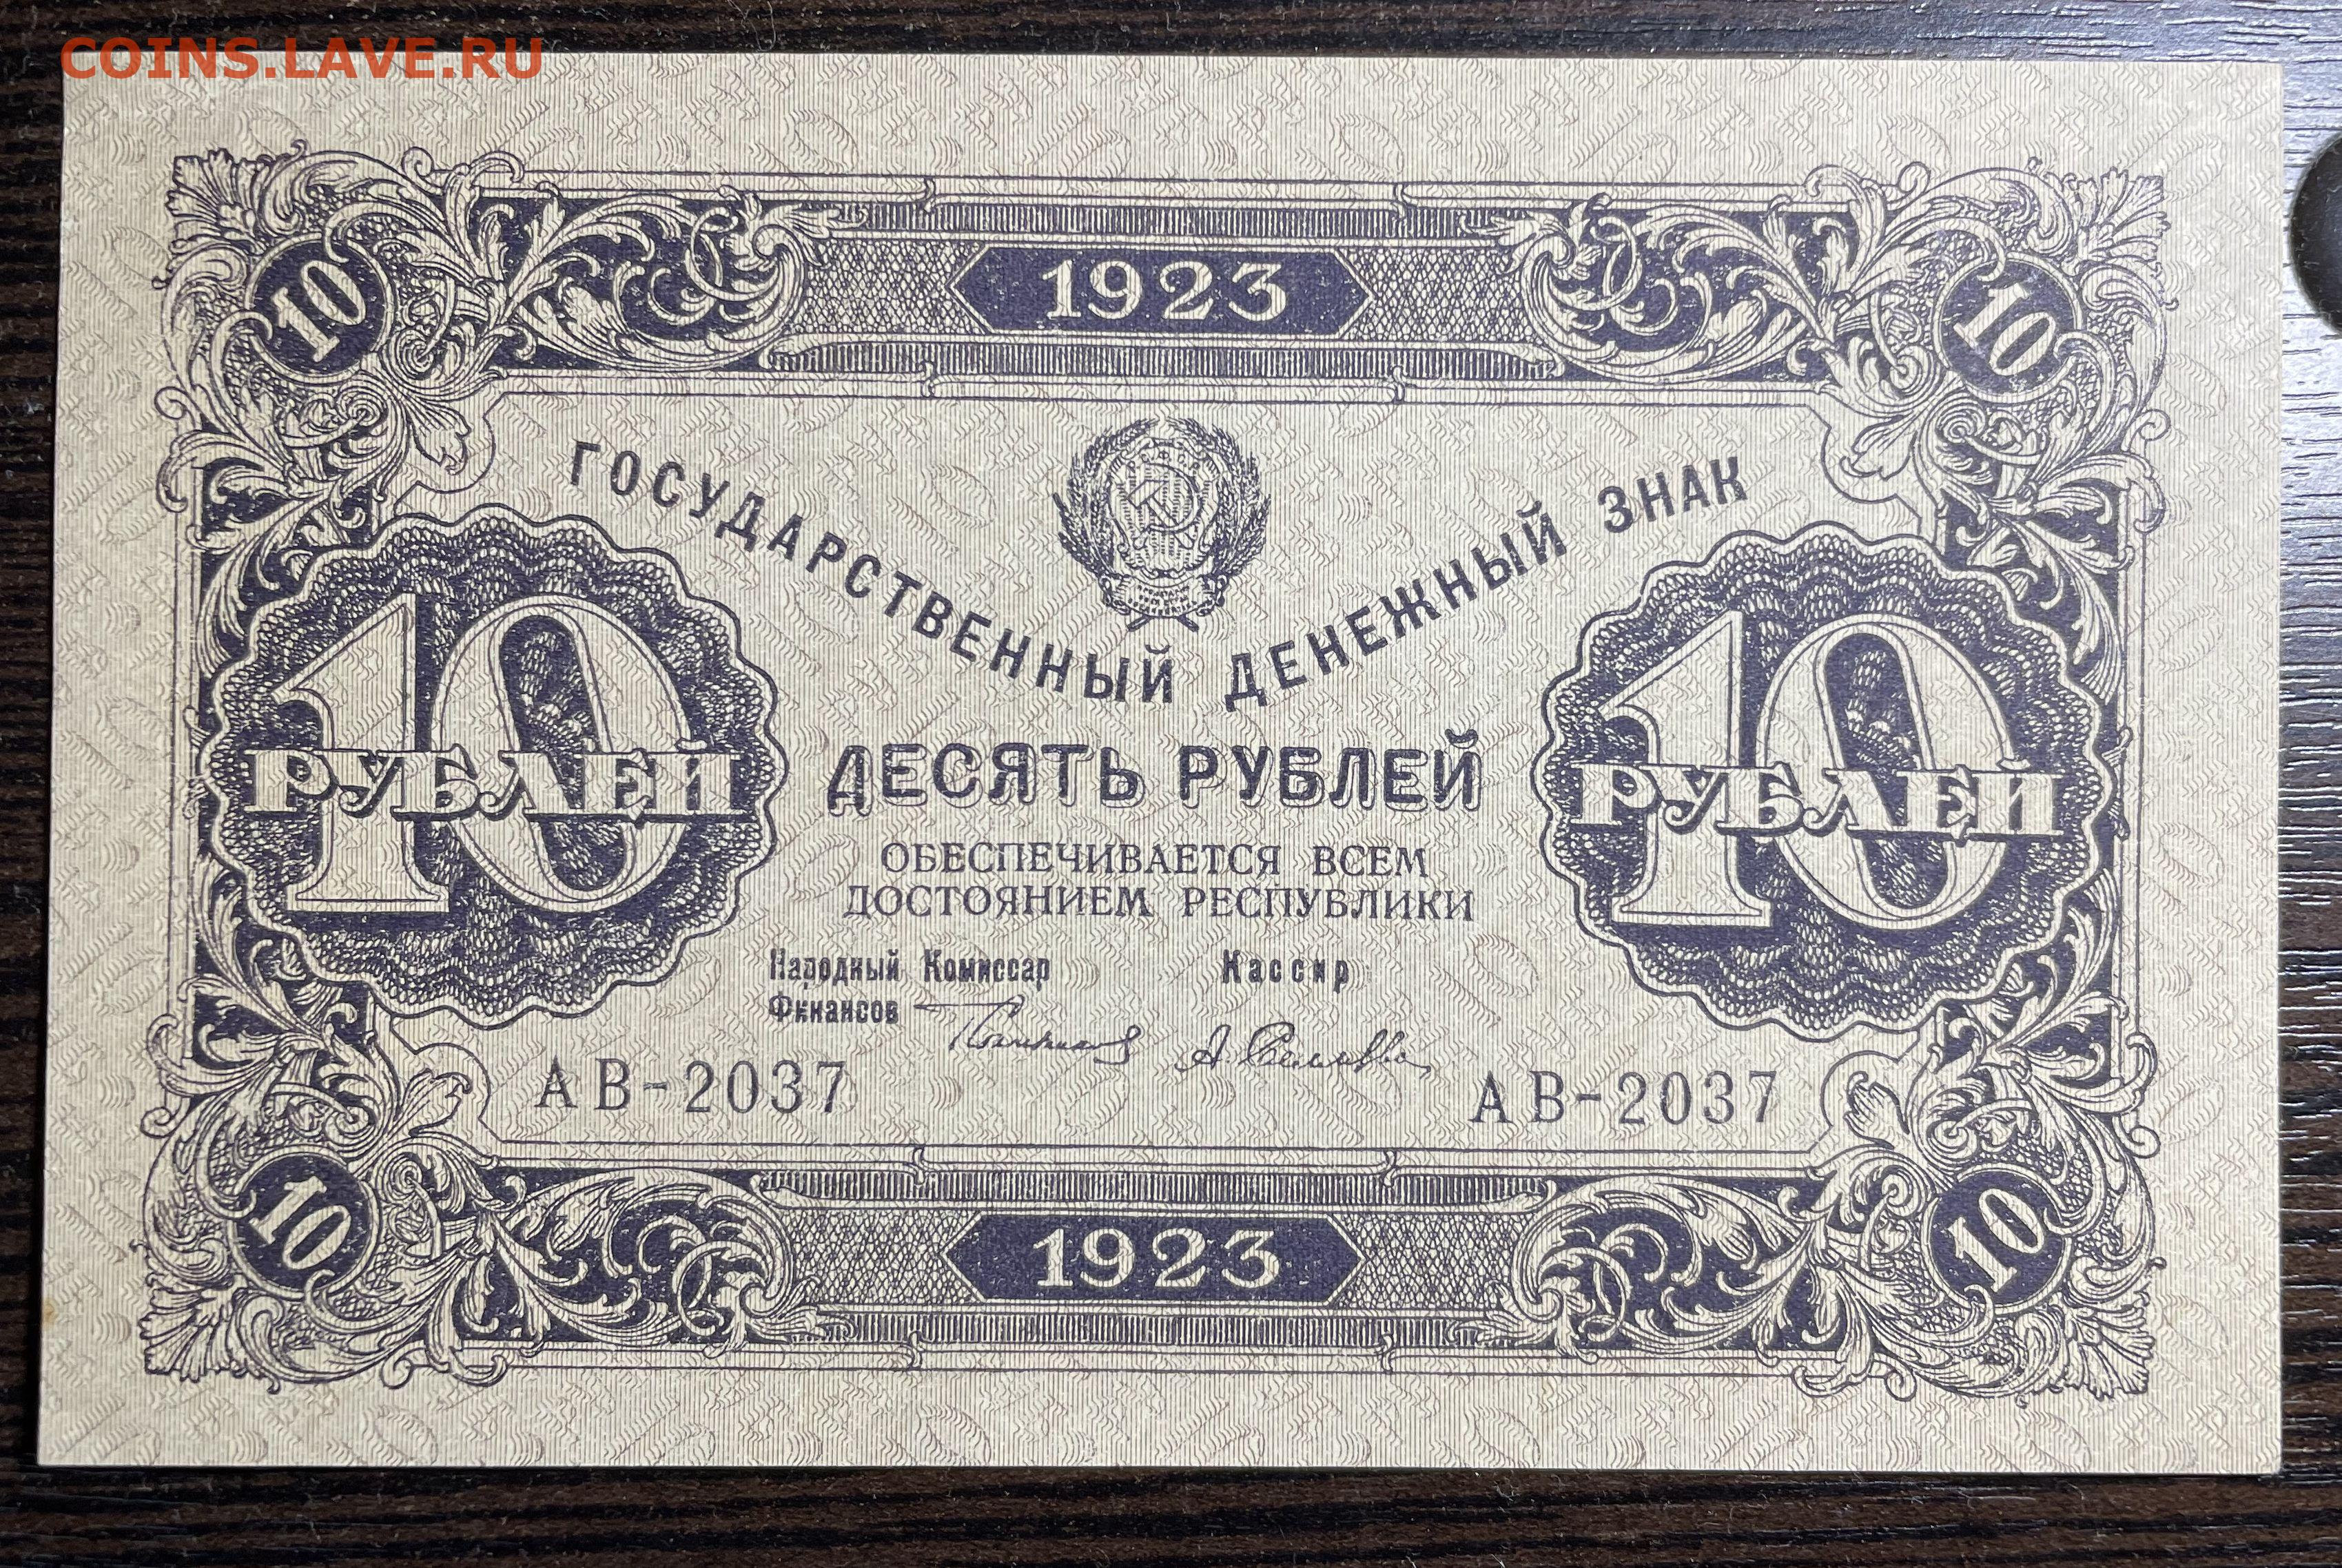 COINS.LAVE.RU
1923
10 10
ГОСУДАРСТВЕННЫЙ ДЕНЕЖНЫЙ ЗНАК
10 РУБЛЕЙ
ДЕСЯТЬ РУБЛЕЙ
10 РУБЛЕЙ
ОБЕСПЕЧИВАЕТСЯ ВСЕМ
ДОСТОЯНИЕМ РЕСПУБЛИКИ
Народный Комиссар
Финансов
Кассир
АВ-2037 АВ-2037
10 10
1923